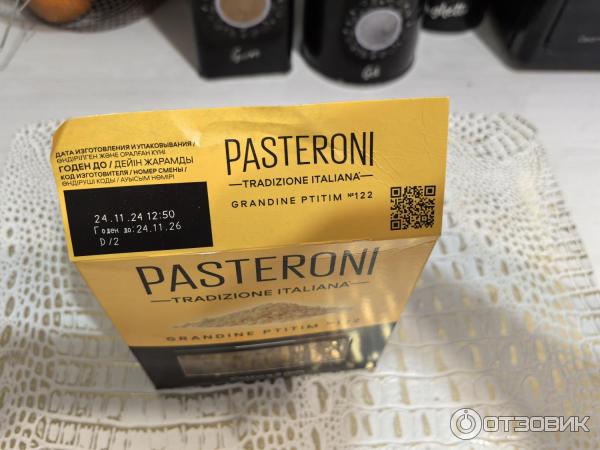 ДАТА ИЗГОТОВЛЕНИЯ И УПАКОВЫВАНИЯ /
ӨНДІРІЛГЕН ЖӘНЕ ОРАЛҒАН КҮНІ
ГОДЕН ДО / ДЕЙІН ЖАРАМДЫ
КОД ИЗГОТОВИТЕЛЯ / НОМЕР СМЕНЫ /
ӨНДІРУШІ КОДЫ / АУЫСЫМ НӨМІРІ
24.11.24 12:50
Годен до:24.11.26
D/2
PASTERONI
TRADIZIONE ITALIANA
GRANDINE PTITIM №122
PASTERONI
TRADIZIONE ITALIANA
GRANDINE PTITIM
ОТЗОВИК